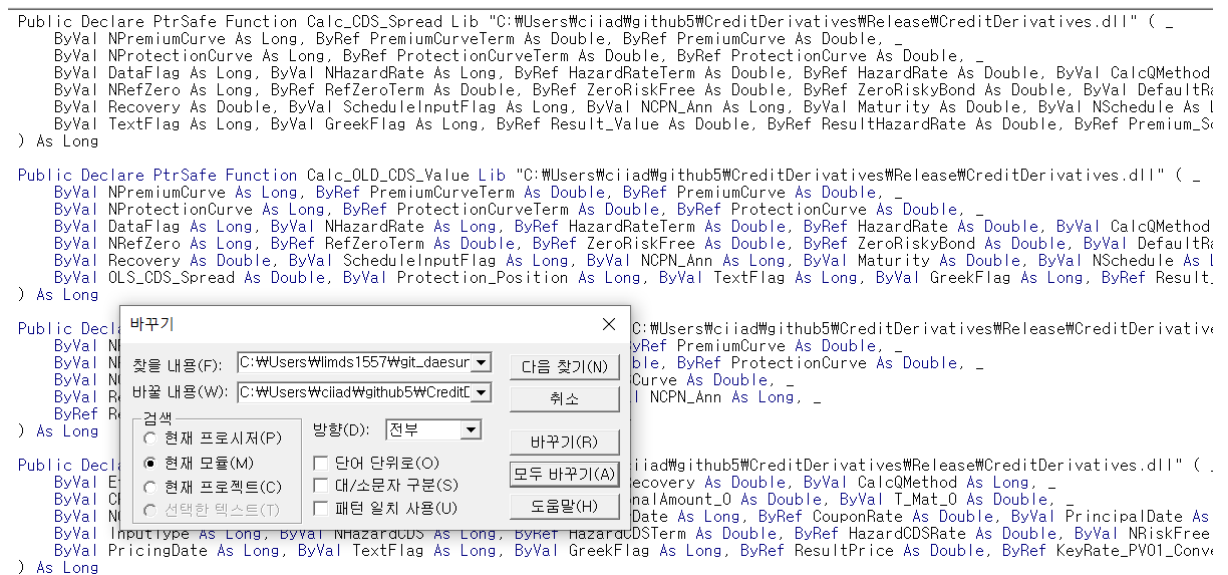 Public Declare PtrSafe Function Calc_CDS_Spread Lib "C:₩Users₩ciiad₩github5₩CreditDerivatives₩Release₩CreditDerivatives.dll" ( _
ByVal NPremiumCurve As Long, ByRef PremiumCurveTerm As Double, ByRef PremiumCurve As Double, _
ByVal NProtectionCurve As Long, ByRef ProtectionCurveTerm As Double, ByRef ProtectionCurve As Double, _
ByVal DataFlag As Long, ByVal NHazardRate As Long, ByRef HazardRateTerm As Double, ByRef HazardRate As Double, ByVal CalcQMethod
ByVal NRefZero As Long, ByRef RefZeroTerm As Double, ByRef ZeroRiskFree As Double, ByRef ZeroRiskyBond As Double, ByVal DefaultRa
ByVal Recovery As Double, ByVal ScheduleInputFlag As Long, ByVal NCPN_Ann As Long, ByVal Maturity As Double, ByVal NSchedule As L
ByVal TextFlag As Long, ByVal GreekFlag As Long, ByRef Result_Value As Double, ByRef ResultHazardRate As Double, ByRef Premium_Sc
) As Long
Public Declare PtrSafe Function Calc_OLD_CDS_Value Lib "C:₩Users₩ciiad₩github5₩CreditDerivatives₩Release₩CreditDerivatives.dll" ( _
ByVal NPremiumCurve As Long, ByRef PremiumCurveTerm As Double, ByRef PremiumCurve As Double, _
ByVal NProtectionCurve As Long, ByRef ProtectionCurveTerm As Double, ByRef ProtectionCurve As Double, _
ByVal DataFlag As Long, ByVal NHazardRate As Long, ByRef HazardRateTerm As Double, ByRef HazardRate As Double, ByVal CalcQMethod
ByVal NRefZero As Long, ByRef RefZeroTerm As Double, ByRef ZeroRiskFree As Double, ByRef ZeroRiskyBond As Double, ByVal DefaultRa
ByVal Recovery As Double, ByVal ScheduleInputFlag As Long, ByVal NCPN_Ann As Long, ByVal Maturity As Double, ByVal NSchedule As L
ByVal OLS_CDS_Spread As Double, ByVal Protection_Position As Long, ByVal TextFlag As Long, ByVal GreekFlag As Long, ByRef Result_
) As Long
Public Decl C:₩Users₩ciiad₩github5₩CreditDerivatives₩Release₩CreditDerivative
ByVal yRef PremiumCurve As Double, _
ByVal ble, ByRef ProtectionCurve As Double, _
ByVal Curve As Double, _
ByVal NCPN_Ann As Long, _
ByRef
) As Long
바꾸기
찾을 내용(F): C:₩Users₩limds1557₩git_daesur
다음 찾기(N)
바꿀 내용(W): C:₩Users₩ciiad₩github5₩Credit
취소
검색
현재 프로시저(P)
현재 모듈(M)
현재 프로젝트(C)
선택한 텍스트(T)
방향(D): 전부
단어 단위로(O)
대/소문자 구분(S)
패턴 일치 사용(U)
바꾸기(R)
모두 바꾸기(A)
도움말(H)
Public Decl iiad₩github5₩CreditDerivatives₩Release₩CreditDerivatives.dll" (
ByVal ecovery As Double, ByVal CalcQMethod As Long, _
ByVal nalAmount_O As Double, ByVal T_Mat_O As Double, _
ByVal Date As Long, ByRef CouponRate As Double, ByVal PrincipalDate As
ByVal InputType As Long, ByVal NHazardCDS As Long, ByRef HazardCDSTerm As Double, ByRef HazardCDSRate As Double, ByVal NRiskFree
ByVal PricingDate As Long, ByVal TextFlag As Long, ByVal GreekFlag As Long, ByRef ResultPrice As Double, ByRef KeyRate_PV01_Conve
) As Long